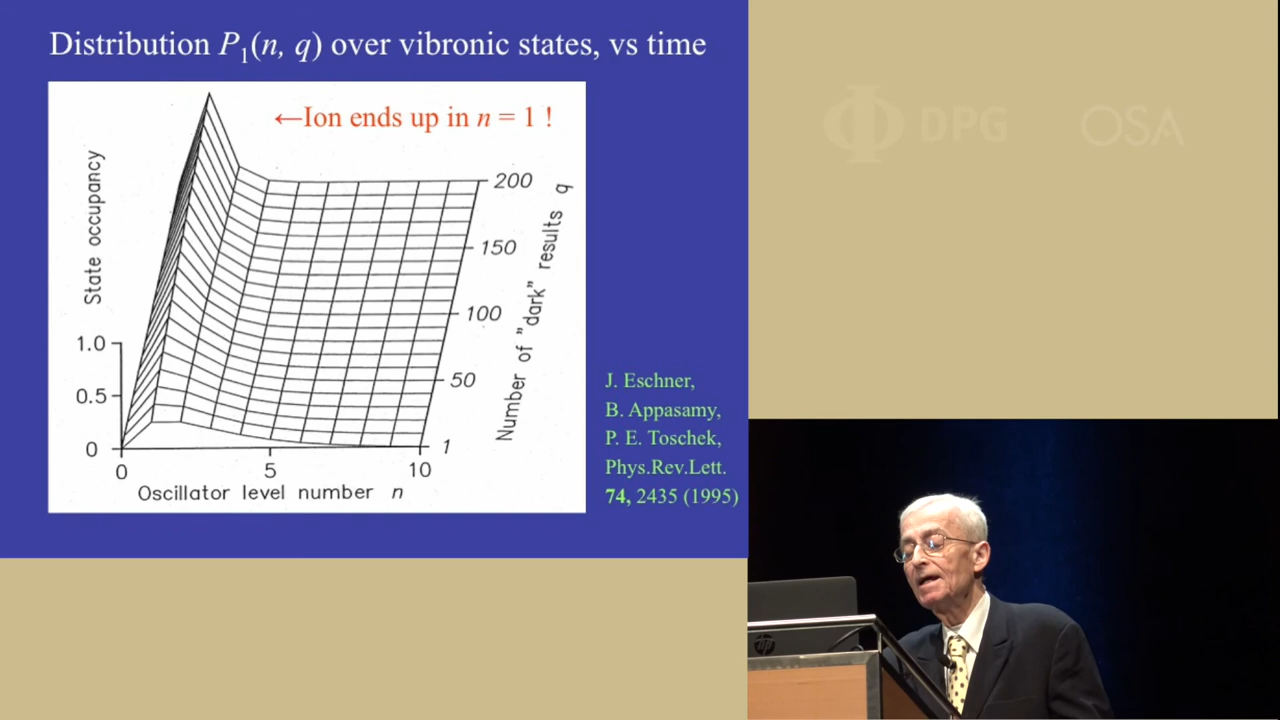 Distribution P1(n, q) over vibronic states, vs time
←Ion ends up in n = 1 !
State occupancy
1.0
0.5
0
0
5
10
Oscillator level number n
200
150
100
50
1
Number of "dark" results q
J. Eschner,
B. Appasamy,
P. E. Toschek,
Phys.Rev.Lett.
74, 2435 (1995)
DPG
OSA
hp